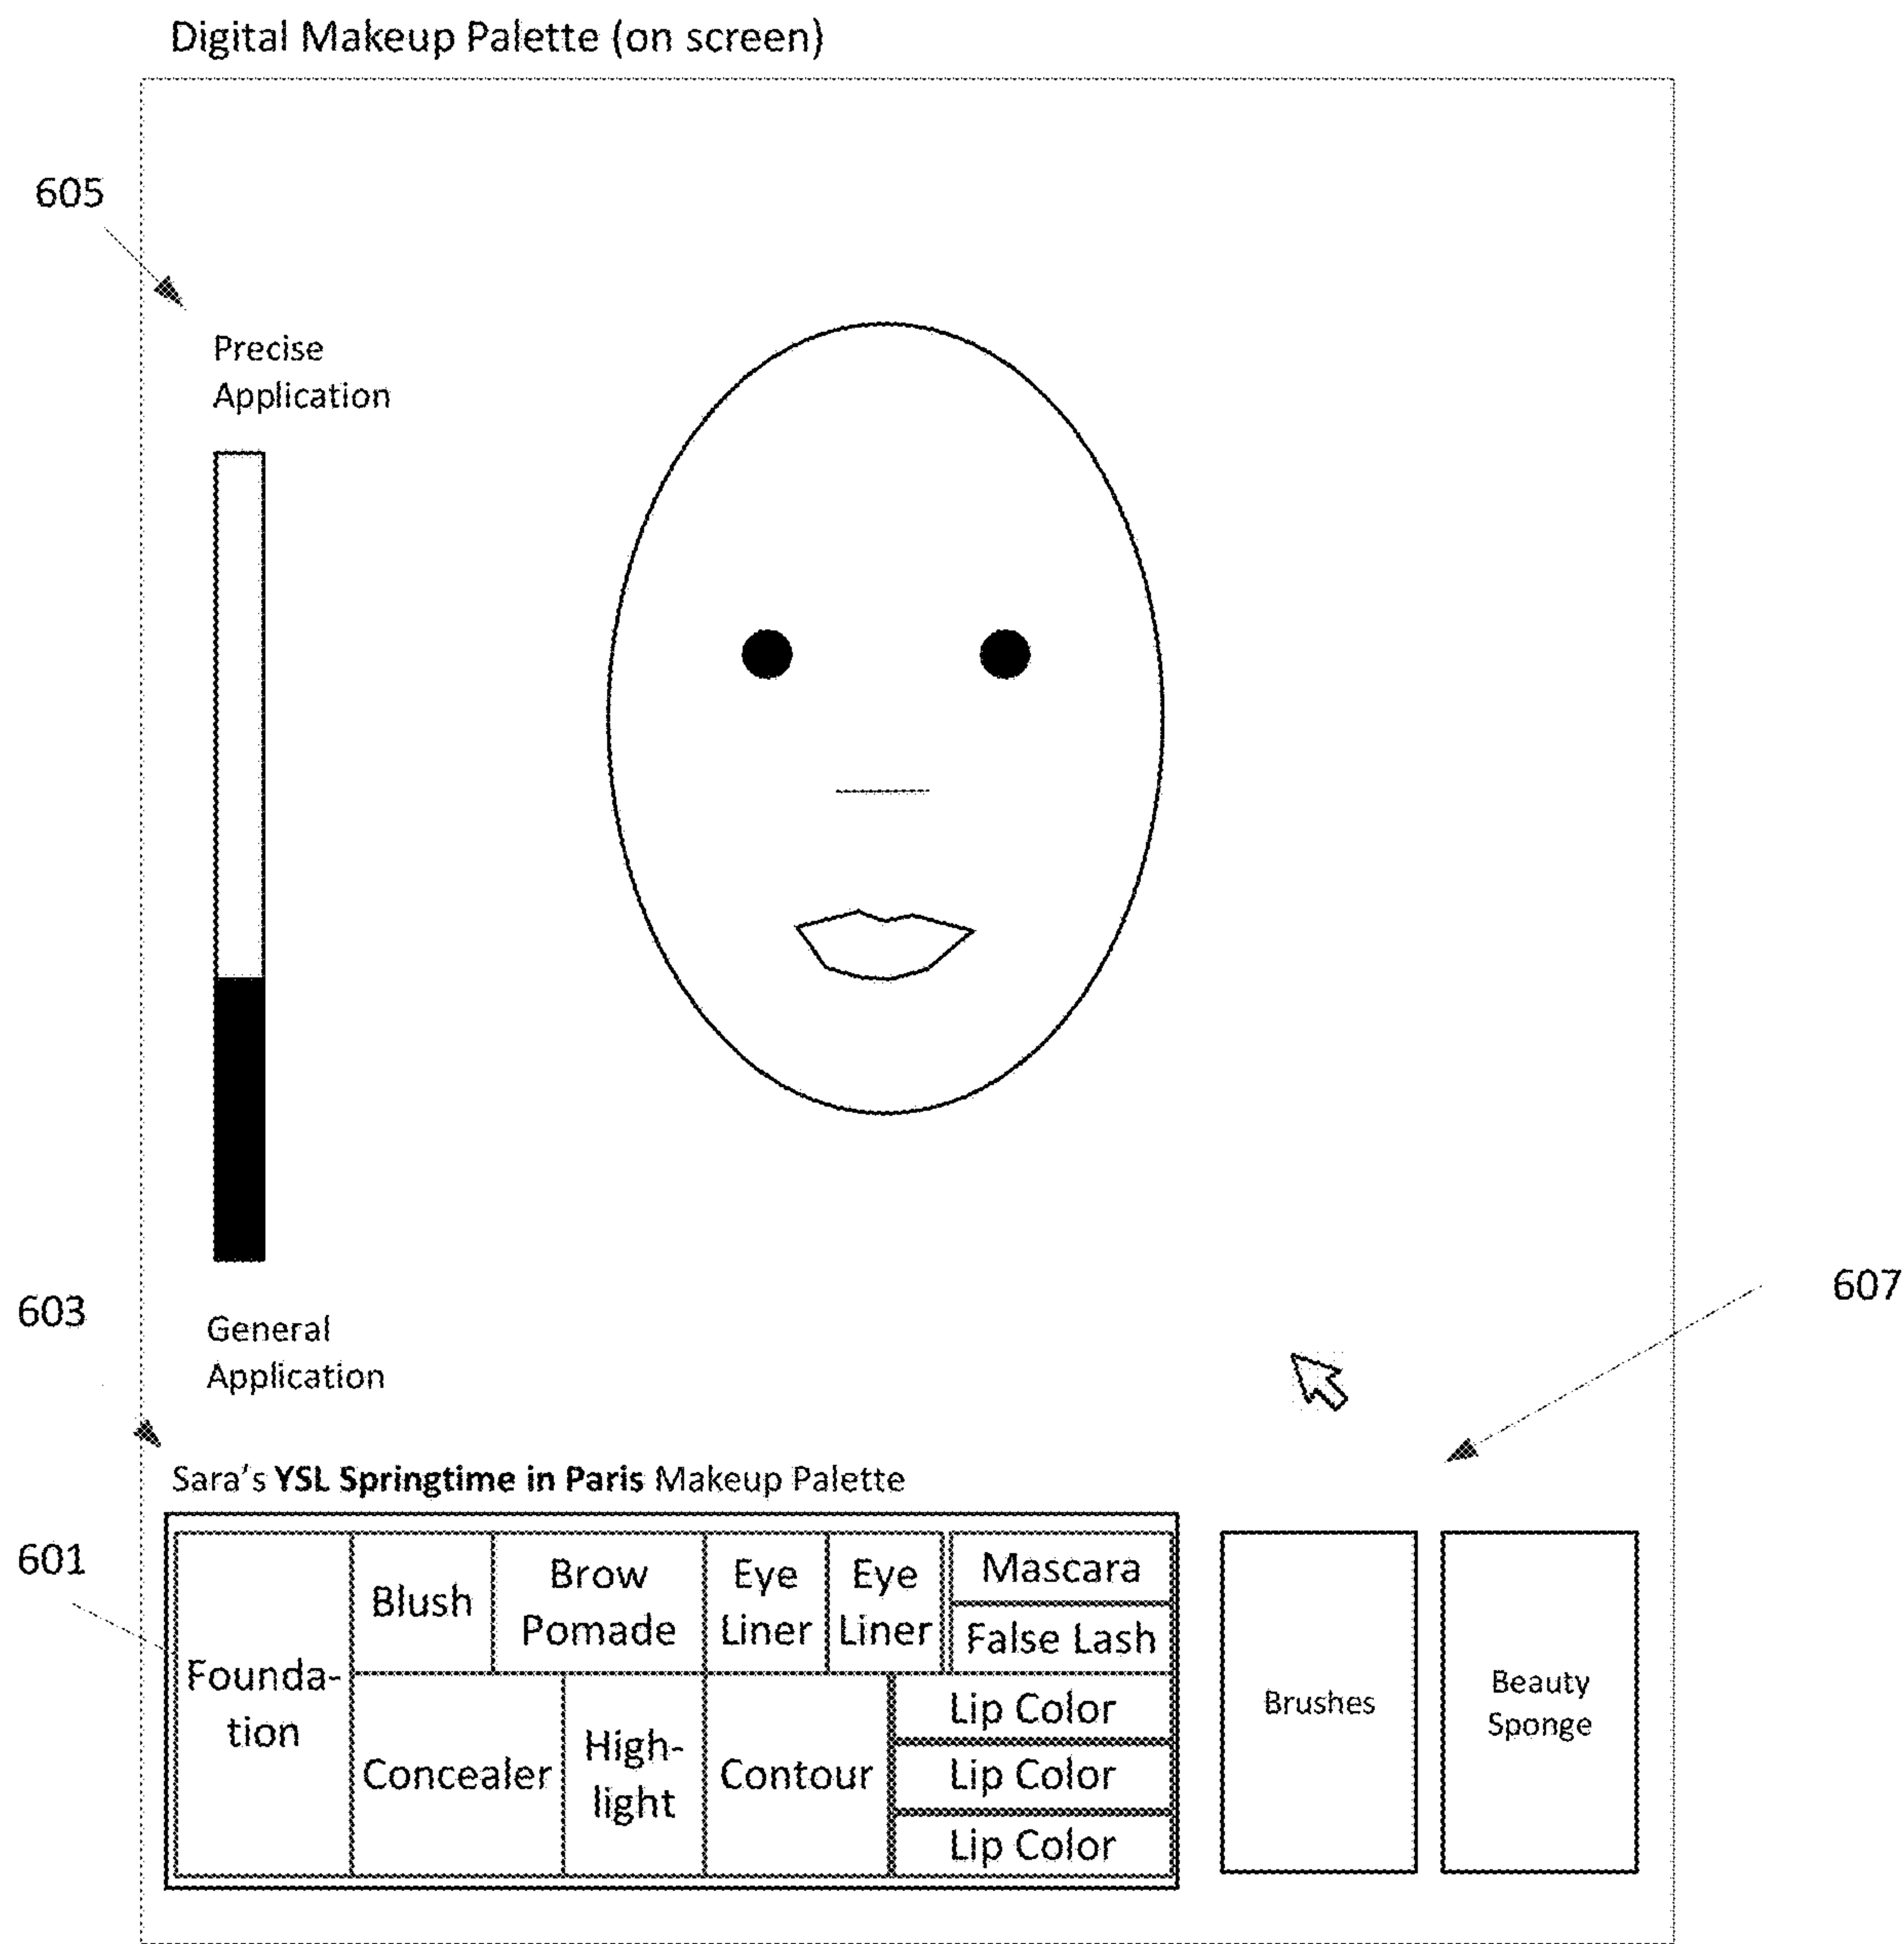 Digital Makeup Palette (on screen)
605
Precise
Application
General
Application
603
607
Sara's YSL Springtime in Paris Makeup Palette
601
Founda-
tion
Blush
Brow
Pomade
Eye
Liner
Eye
Liner
Mascara
False Lash
Concealer
High-
light
Contour
Lip Color
Lip Color
Lip Color
Brushes
Beauty
Sponge